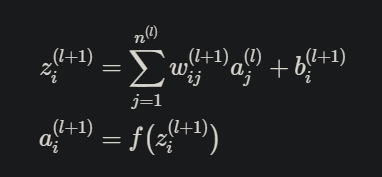 z_i^{(l+1)} = \sum_{j=1}^{n^{(l)}} w_{ij}^{(l+1)} a_j^{(l)} + b_i^{(l+1)}
a_i^{(l+1)} = f(z_i^{(l+1)})